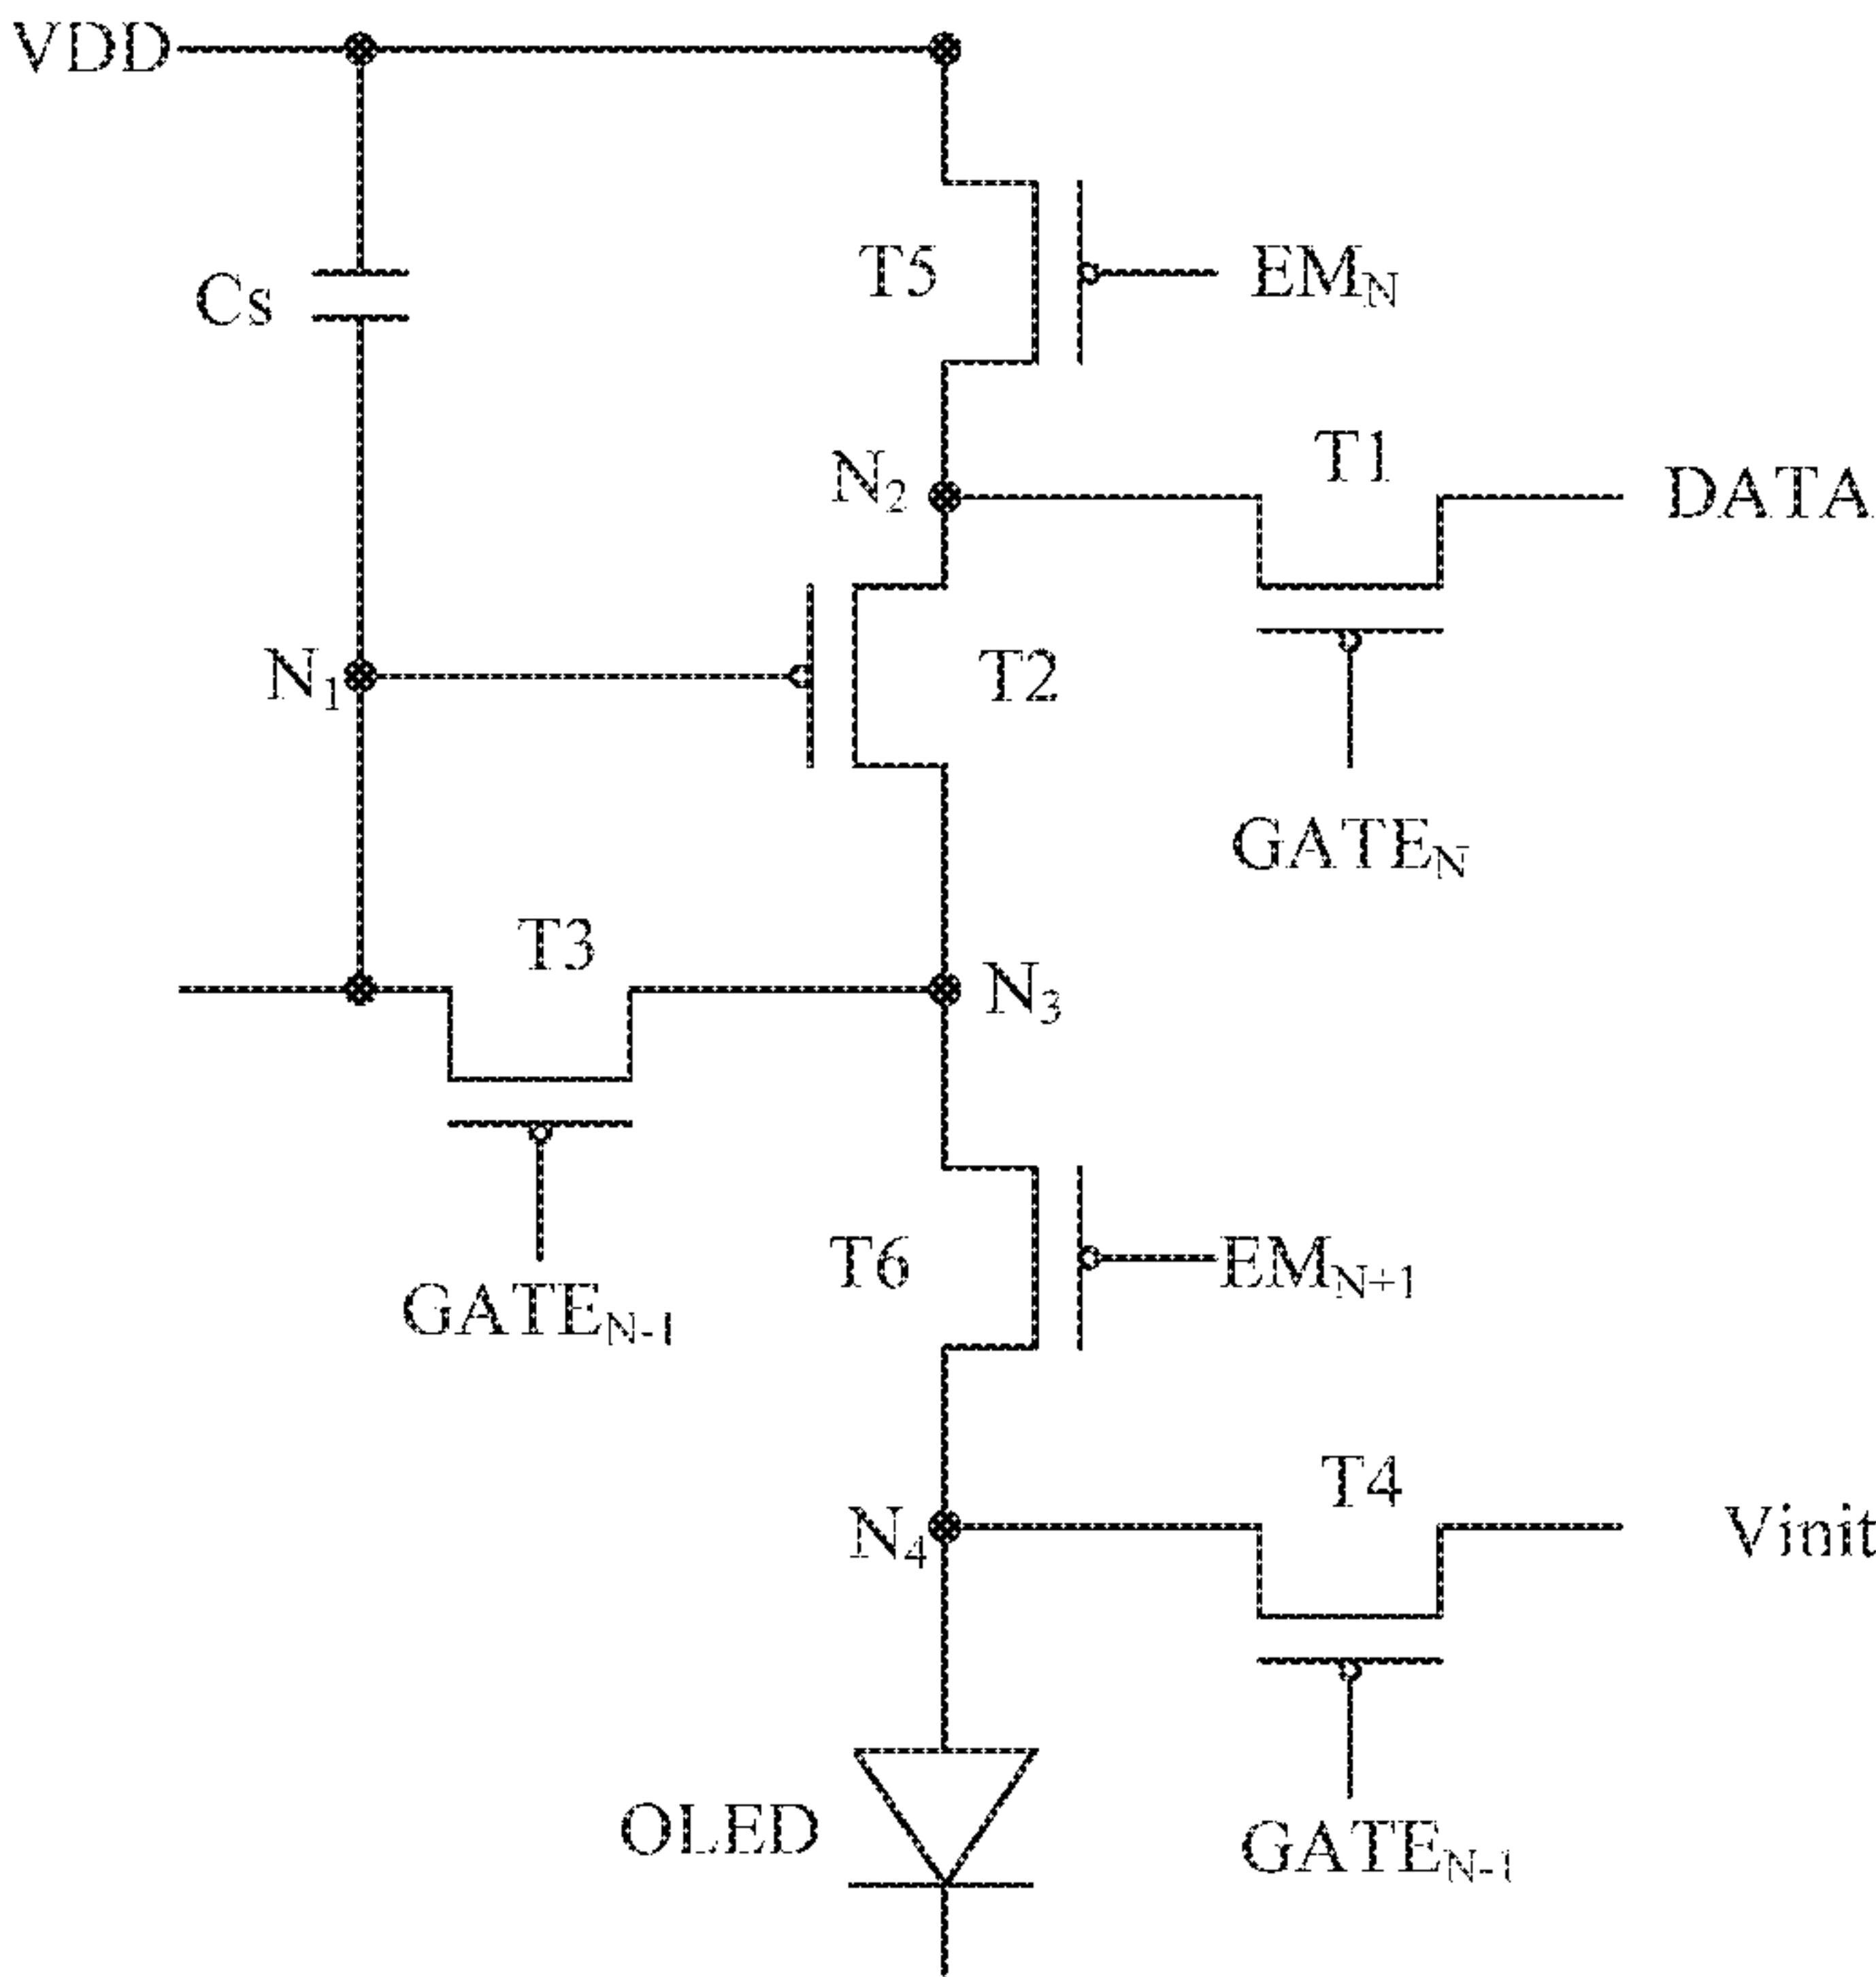 VDD
T5
EM_N
Cs
T1
N_2
DATA
N_1
T2
GATE_N
T3
N_3
T6
EM_N+1
GATE_N-1
T4
N_4
Vinit
OLED
GATE_N-1